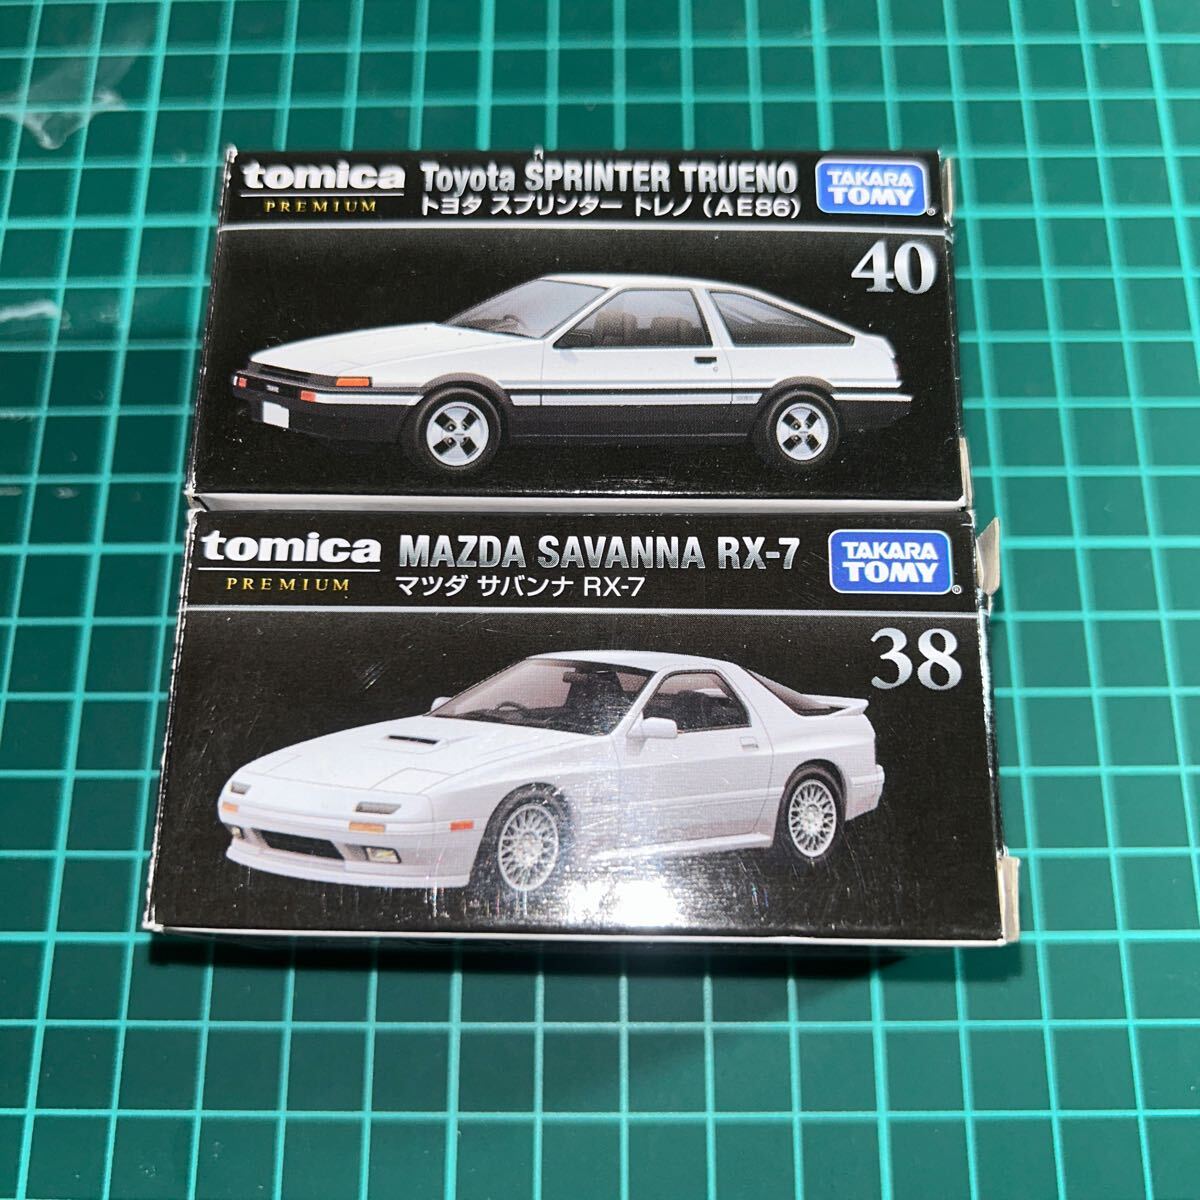 tomica
PREMIUM
Toyota SPRINTER TRUENO
トヨタ スプリンター トレノ (AE86)
TAKARA
TOMY
40
tomica
PREMIUM
MAZDA SAVANNA RX-7
マツダ サバンナ RX-7
TAKARA
TOMY
38